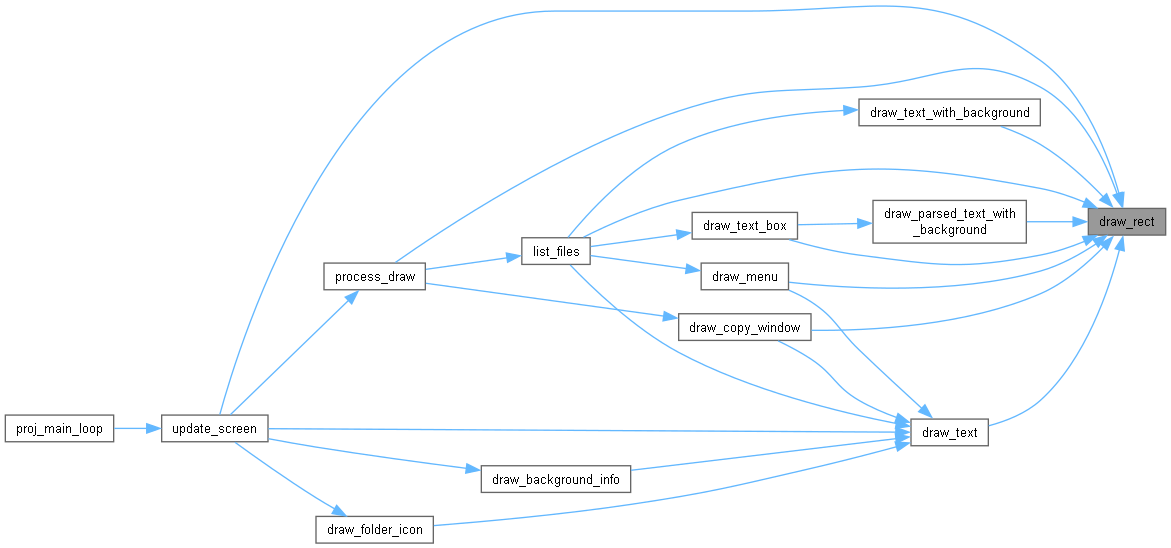 draw_text_with_background
draw_parsed_text_with
_background
draw_rect
draw_text_box
list_files
process_draw
draw_menu
draw_copy_window
proj_main_loop
update_screen
draw_text
draw_background_info
draw_folder_icon